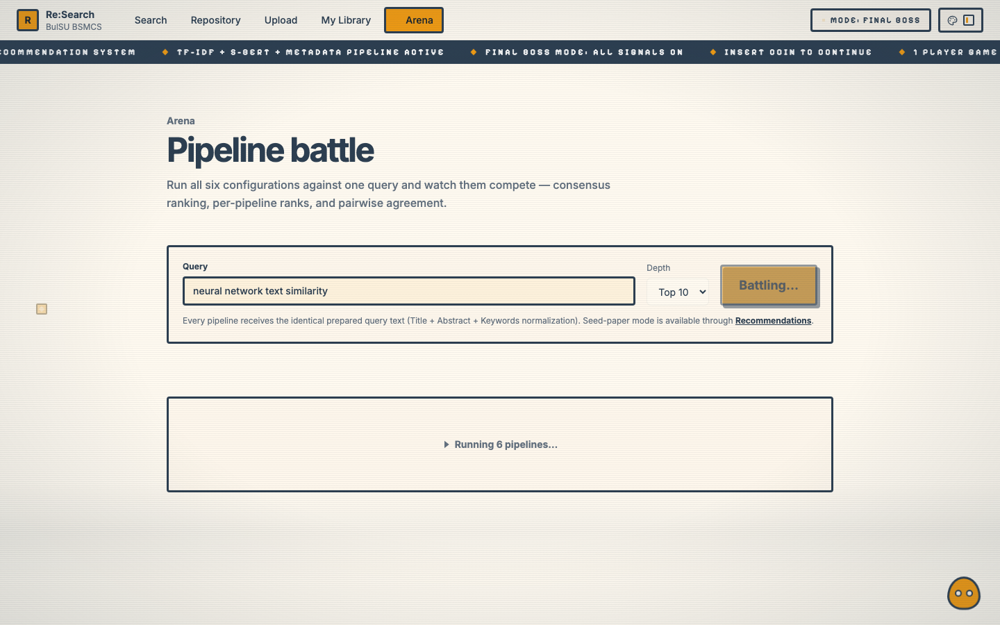 R
Re:Search
BulSU BSMCS
Search
Repository
Upload
My Library
Arena
MODE: FINAL BOSS
COMMENDATION SYSTEM ◆ TF-IDF + S-BERT + METADATA PIPELINE ACTIVE ◆ FINAL BOSS MODE: ALL SIGNALS ON ◆ INSERT COIN TO CONTINUE ◆ 1 PLAYER GAME
Arena
Pipeline battle
Run all six configurations against one query and watch them compete — consensus
ranking, per-pipeline ranks, and pairwise agreement.
Query
Depth
neural network text similarity
Top 10
Battling...
Every pipeline receives the identical prepared query text (Title + Abstract + Keywords normalization). Seed-paper mode is available through Recommendations.
Running 6 pipelines...